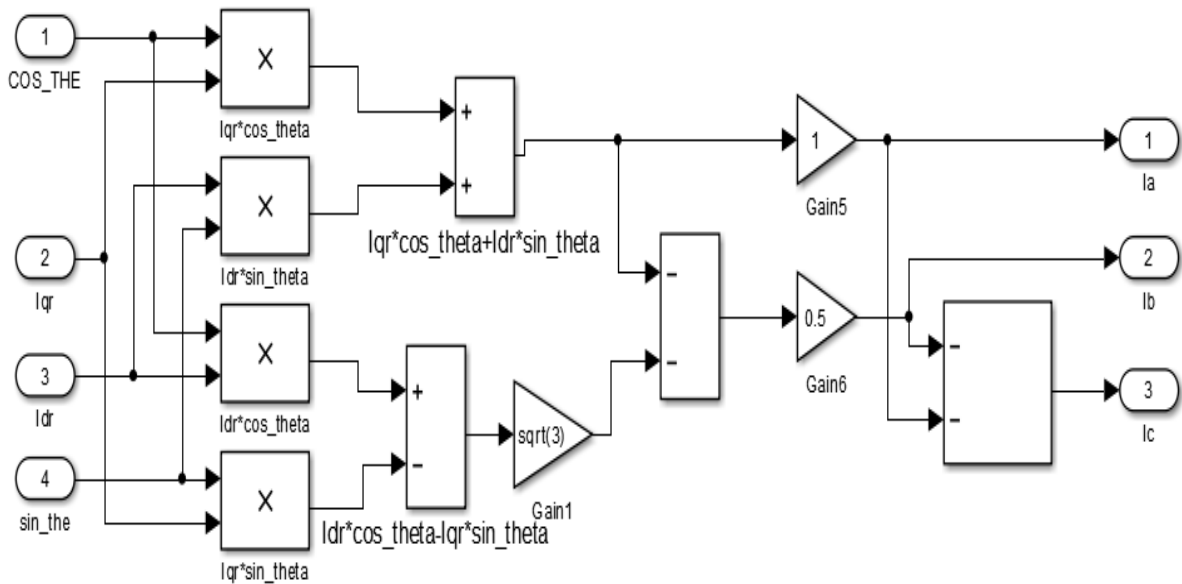 1
COS_THE
X
Iqr*cos_theta
+
+
Iqr*cos_theta+Idr*sin_theta
1
Gain5
1
Ia
X
Idr*sin_theta
2
Iqr
-
-
0.5
Gain6
2
Ib
X
Idr*cos_theta
3
Idr
+
-
Idr*cos_theta-Iqr*sin_theta
sqrt(3)
Gain1
-
-
3
Ic
4
sin_the
X
Iqr*sin_theta